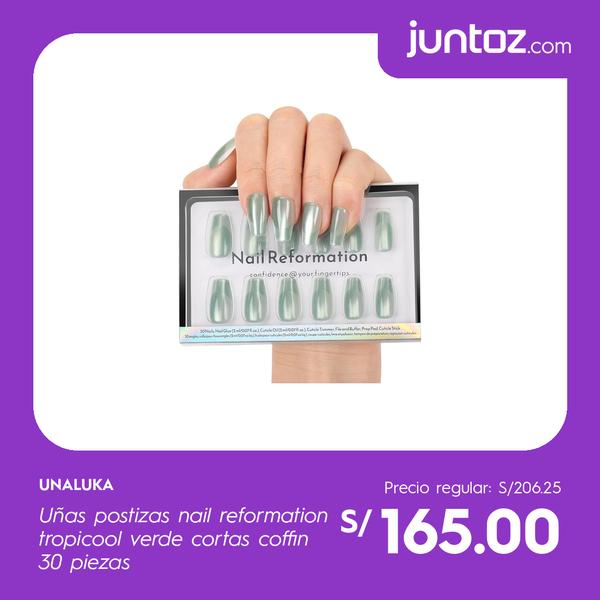 juntoz.com
Nail Reformation
confidence@yourfingertips
UNALUKA
Uñas postizas nail reformation
tropicool verde cortas coffin
30 piezas
Precio regular: S/206.25
S/165.00